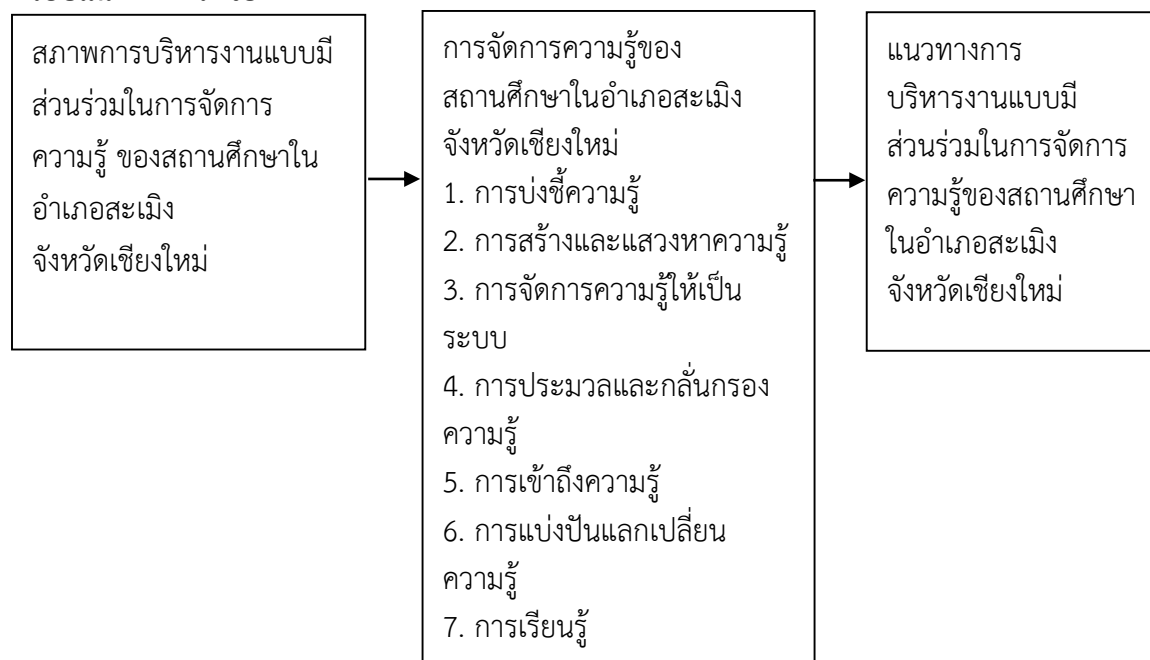 สภาพการบริหารงานแบบมี
ส่วนร่วมในการจัดการ
ความรู้ ของสถานศึกษาใน
อำเภอสะเมิง
จังหวัดเชียงใหม่
การจัดการความรู้ของ
สถานศึกษาในอำเภอสะเมิง
จังหวัดเชียงใหม่
1. การบ่งชี้ความรู้
2. การสร้างและแสวงหาความรู้
3. การจัดการความรู้ให้เป็น
ระบบ
4. การประมวลและกลั่นกรอง
ความรู้
5. การเข้าถึงความรู้
6. การแบ่งปันแลกเปลี่ยน
ความรู้
7. การเรียนรู้
แนวทางการ
บริหารงานแบบมี
ส่วนร่วมในการจัดการ
ความรู้ของสถานศึกษา
ในอำเภอสะเมิง
จังหวัดเชียงใหม่